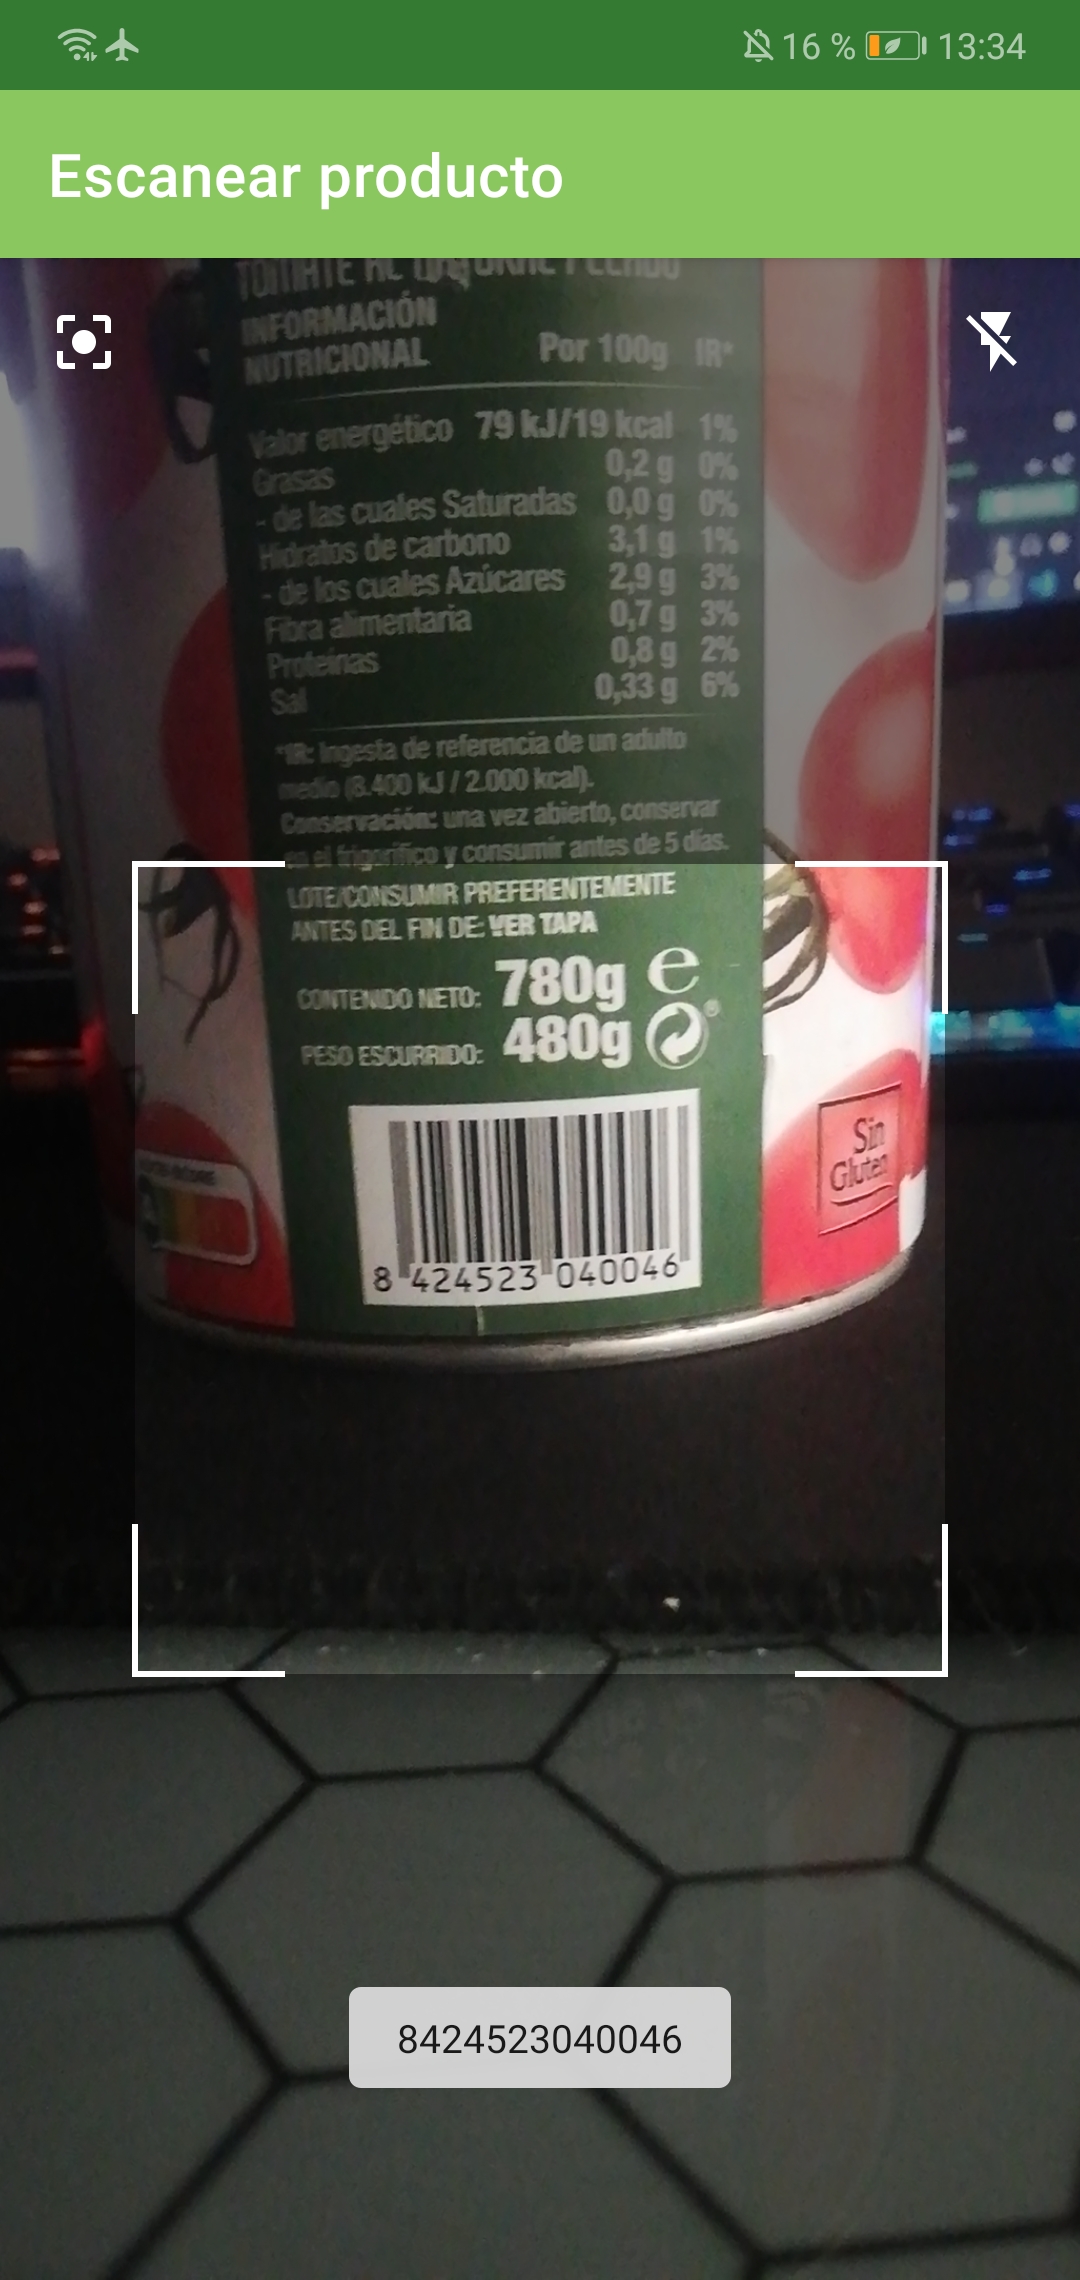 16 % 13:34
Escanear producto
TOMATE AL NATURAL PELADO
INFORMACIÓN
NUTRICIONAL Por 100g IR*
Valor energético 79 kJ/19 kcal 1%
Grasas 0,2 g 0%
- de las cuales Saturadas 0,0 g 0%
Hidratos de carbono 3,1 g 1%
- de los cuales Azúcares 2,9 g 3%
Fibra alimentaria 0,7 g 3%
Proteínas 0,8 g 2%
Sal 0,33 g 6%
*IR: Ingesta de referencia de un adulto
medio (8.400 kJ / 2.000 kcal).
Conservación: una vez abierto, conservar
en el frigorífico y consumir antes de 5 días.
LOTE/CONSUMIR PREFERENTEMENTE
ANTES DEL FIN DE: VER TAPA
CONTENIDO NETO: 780g e
PESO ESCURRIDO: 480g
Sin
Gluten
8 424523 040046
8424523040046